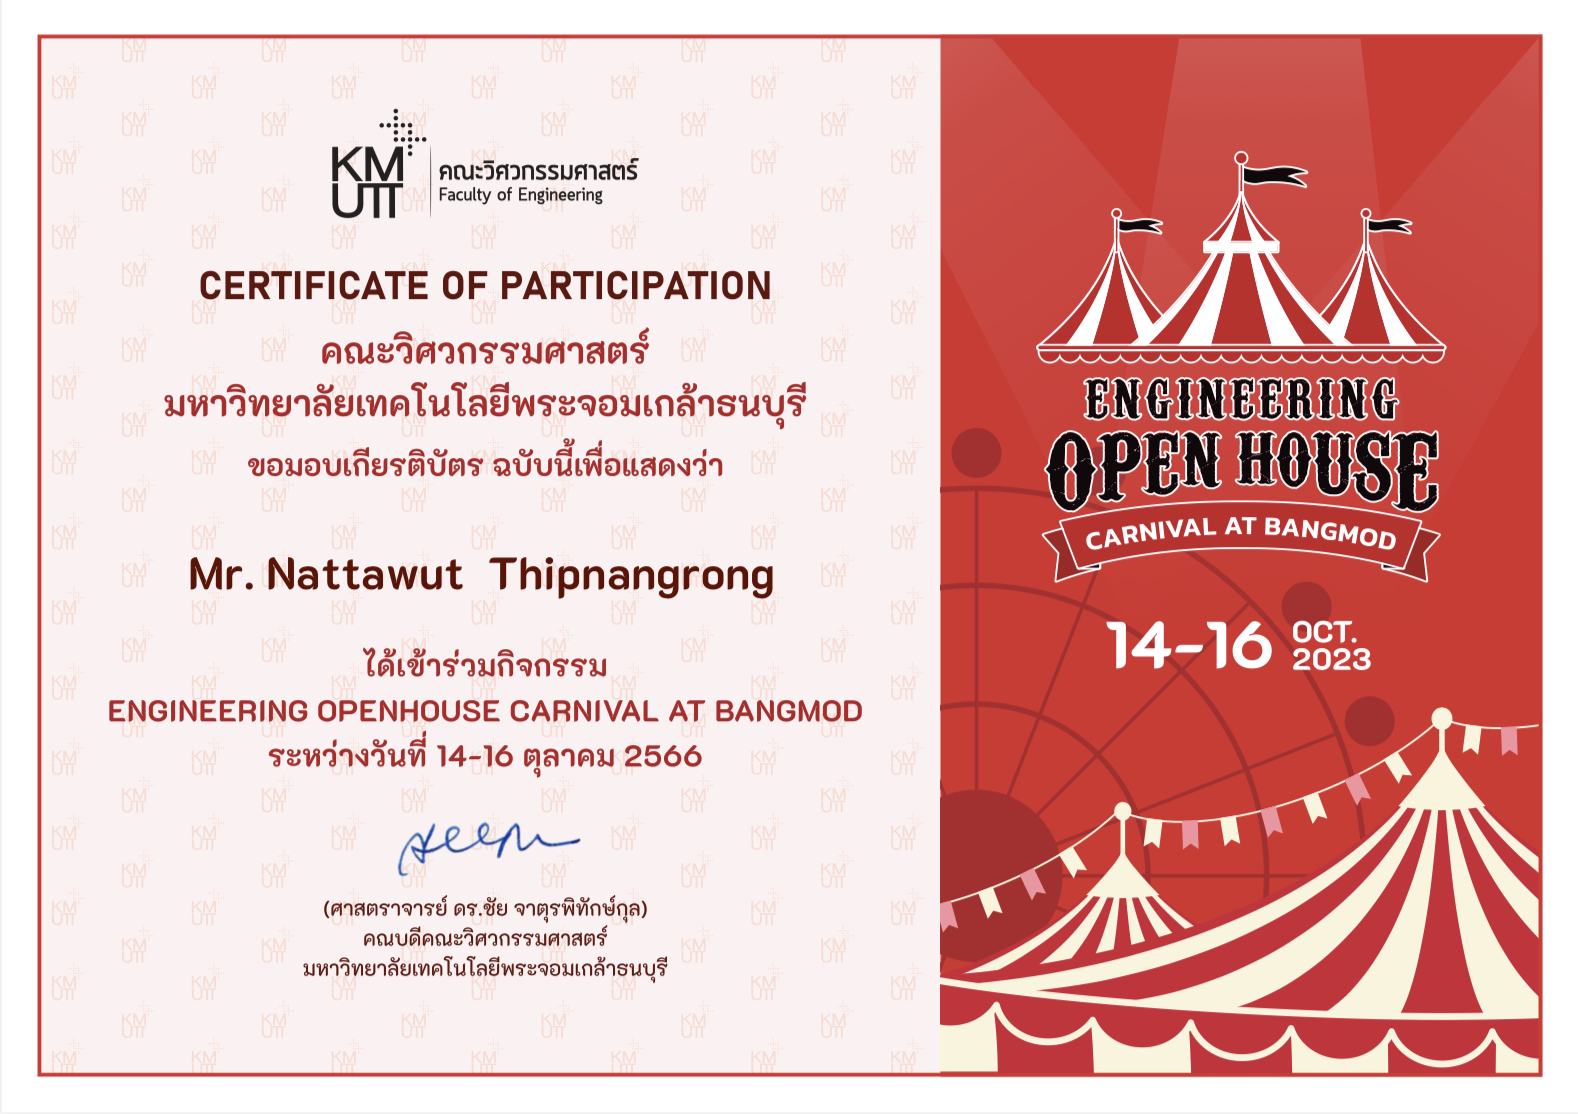 KM
UTT
คณะวิศวกรรมศาสตร์
Faculty of Engineering
CERTIFICATE OF PARTICIPATION
คณะวิศวกรรมศาสตร์
มหาวิทยาลัยเทคโนโลยีพระจอมเกล้าธนบุรี
ขอมอบเกียรติบัตร ฉบับนี้เพื่อแสดงว่า
Mr. Nattawut Thipnangrong
ได้เข้าร่วมกิจกรรม
ENGINEERING OPENHOUSE CARNIVAL AT BANGMOD
ระหว่างวันที่ 14-16 ตุลาคม 2566
(ศาสตราจารย์ ดร.ชัย จาตุรพิทักษ์กุล)
คณบดีคณะวิศวกรรมศาสตร์
มหาวิทยาลัยเทคโนโลยีพระจอมเกล้าธนบุรี
ENGINEERING
OPEN HOUSE
CARNIVAL AT BANGMOD
14-16 OCT.
2023